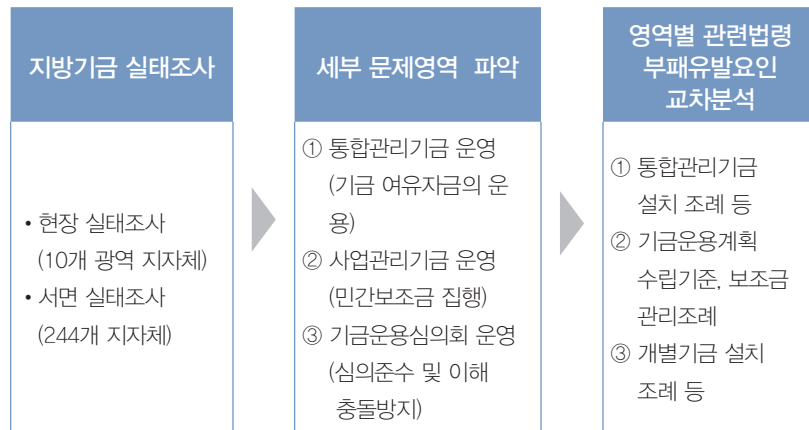 지방기금 실태조사
• 현장 실태조사
(10개 광역 지자체)
• 서면 실태조사
(244개 지자체)
세부 문제영역 파악
① 통합관리기금 운영
(기금 여유자금의 운
용)
② 사업관리기금 운영
(민간보조금 집행)
③ 기금운용심의회 운영
(심의준수 및 이해
충돌방지)
영역별 관련법령
부패유발요인
교차분석
① 통합관리기금
설치 조례 등
② 기금운용계획
수립기준, 보조금
관리조례
③ 개별기금 설치
조례 등